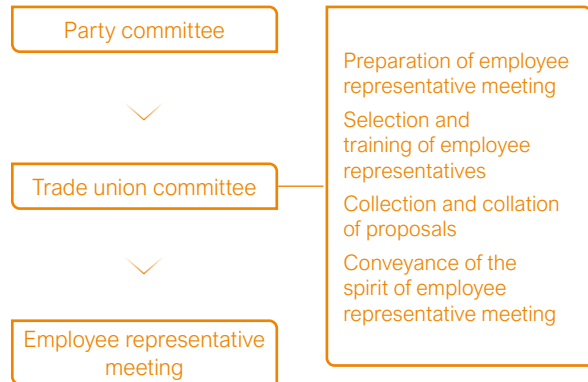 Party committee
Trade union committee
Employee representative
meeting
Preparation of employee
representative meeting
Selection and
training of employee
representatives
Collection and collation
of proposals
Conveyance of the
spirit of employee
representative meeting